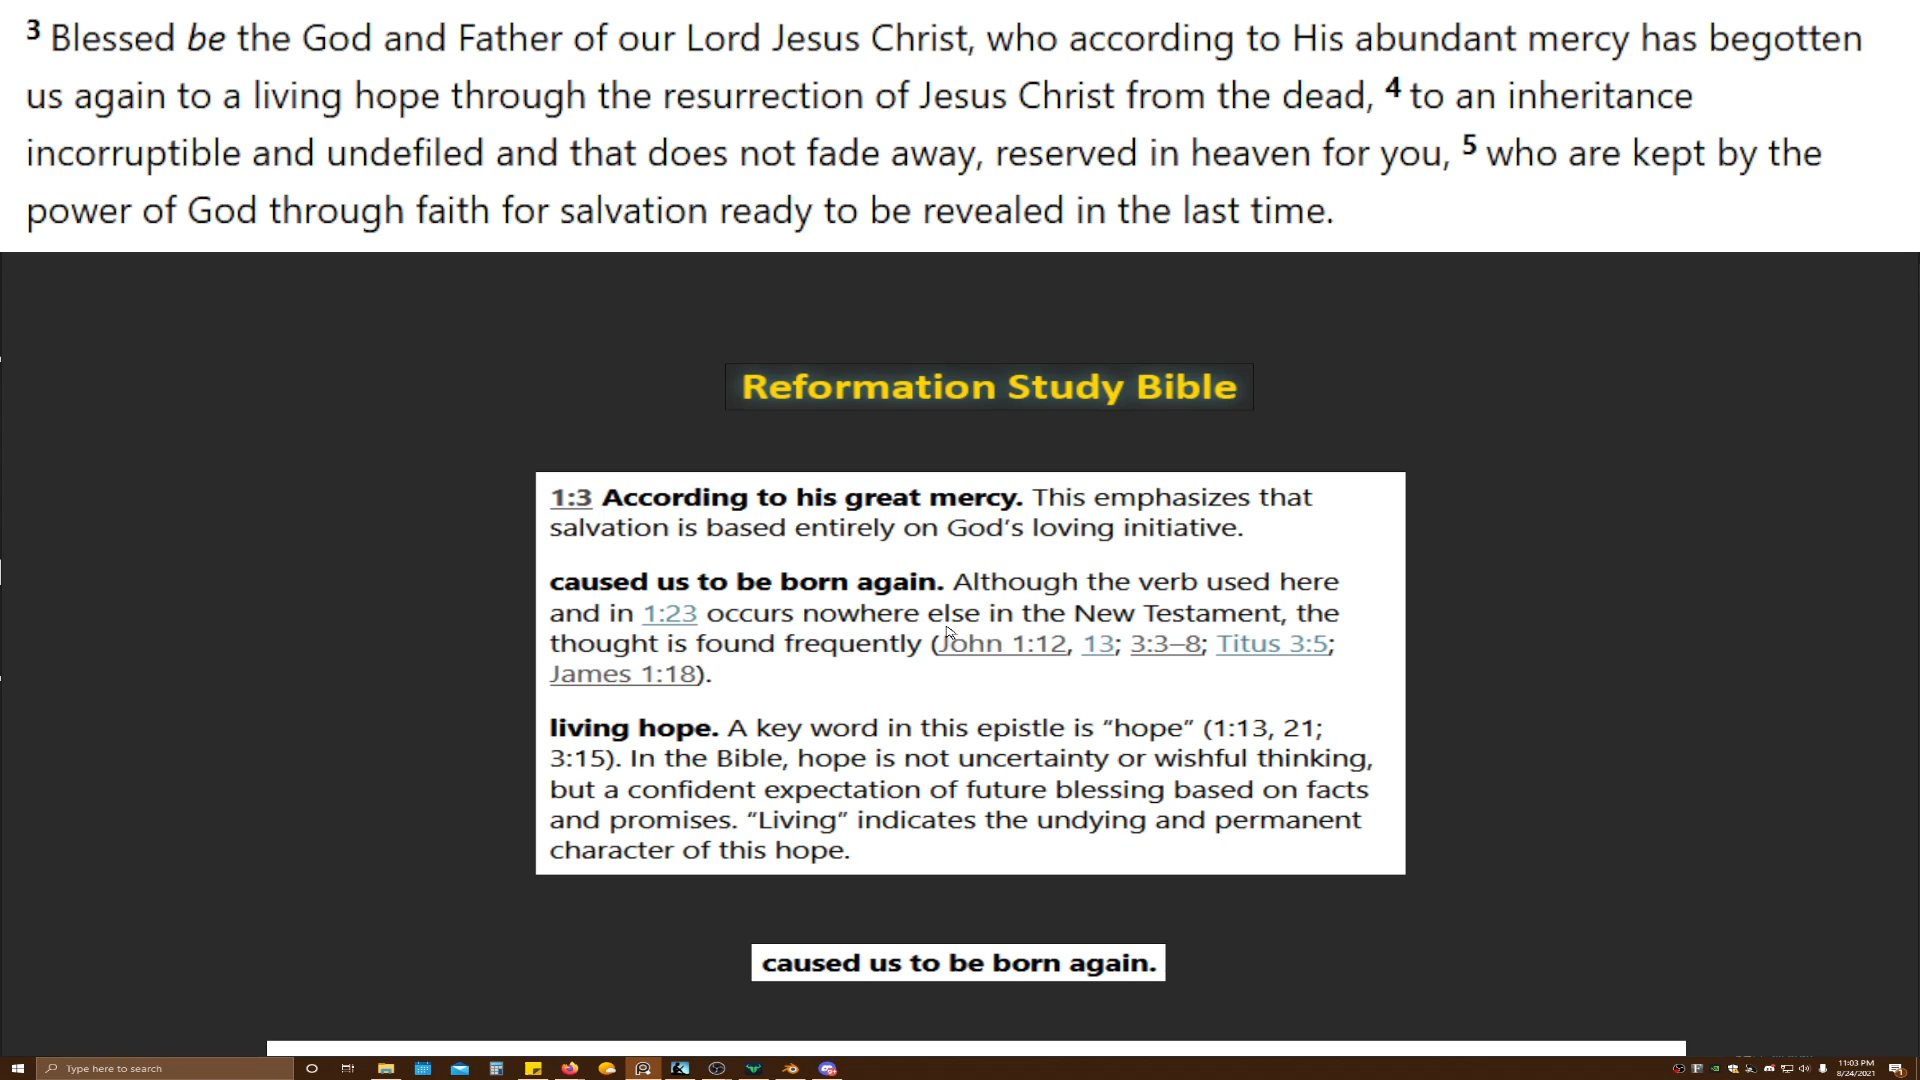 3 Blessed be the God and Father of our Lord Jesus Christ, who according to His abundant mercy has begotten
us again to a living hope through the resurrection of Jesus Christ from the dead, 4 to an inheritance
incorruptible and undefiled and that does not fade away, reserved in heaven for you, 5 who are kept by the
power of God through faith for salvation ready to be revealed in the last time.
Reformation Study Bible
1:3 According to his great mercy. This emphasizes that
salvation is based entirely on God's loving initiative.
caused us to be born again. Although the verb used here
and in 1:23 occurs nowhere else in the New Testament, the
thought is found frequently (John 1:12, 13; 3:3–8; Titus 3:5;
James 1:18).
living hope. A key word in this epistle is “hope” (1:13, 21;
3:15). In the Bible, hope is not uncertainty or wishful thinking,
but a confident expectation of future blessing based on facts
and promises. “Living” indicates the undying and permanent
character of this hope.
caused us to be born again.
Type here to search
11:03 PM
8/24/2021